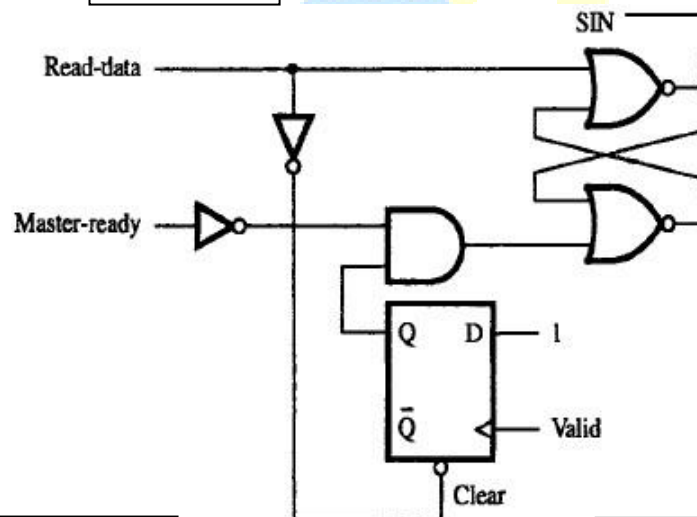 SIN
Read-data
Master-ready
Q D 1
Q̅ Valid
Clear